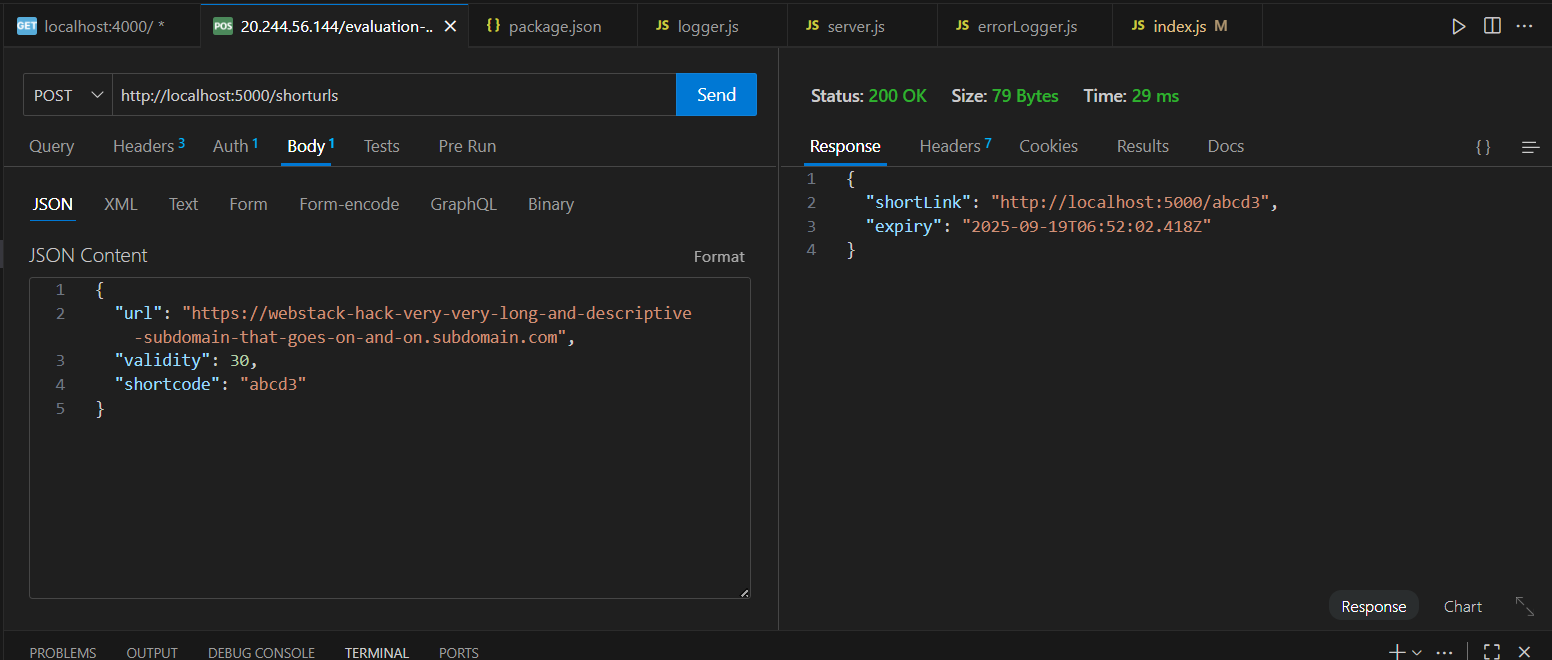 GET localhost:4000/ * POS 20.244.56.144/evaluation-.. {} package.json JS logger.js JS server.js JS errorLogger.js JS index.js M
POST http://localhost:5000/shorturls Send
Query Headers 3 Auth 1 Body 1 Tests Pre Run
JSON XML Text Form Form-encode GraphQL Binary
JSON Content Format
1 {
2 "url": "https://webstack-hack-very-very-long-and-descriptive
-subdomain-that-goes-on-and-on.subdomain.com",
3 "validity": 30,
4 "shortcode": "abcd3"
5 }
Status: 200 OK Size: 79 Bytes Time: 29 ms
Response Headers 7 Cookies Results Docs {}
1 {
2 "shortLink": "http://localhost:5000/abcd3",
3 "expiry": "2025-09-19T06:52:02.418Z"
4 }
Response Chart
PROBLEMS OUTPUT DEBUG CONSOLE TERMINAL PORTS